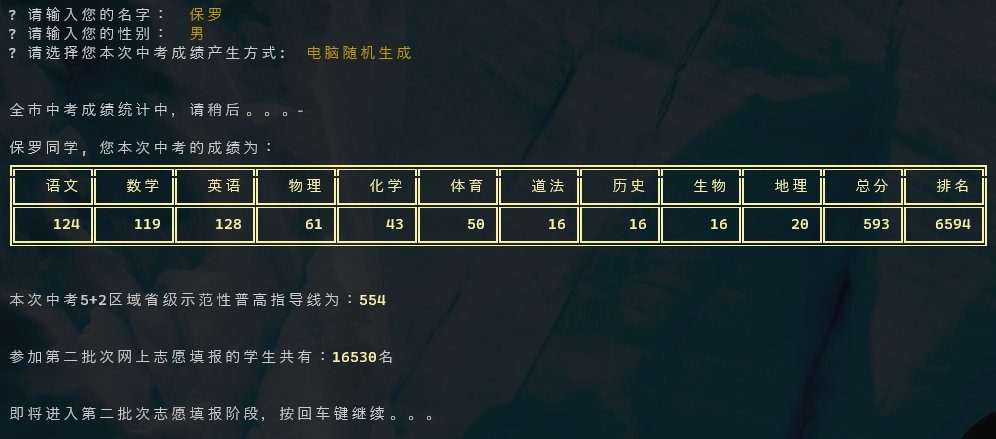 ? 请输入您的名字： 保罗
? 请输入您的性别： 男
? 请选择您本次中考成绩产生方式: 电脑随机生成
全市中考成绩统计中, 请稍后。。。-
保罗同学, 您本次中考的成绩为：
语文 数学 英语 物理 化学 体育 道法 历史 生物 地理 总分 排名
124 119 128 61 43 50 16 16 16 20 593 6594
本次中考5+2区域省级示范性普高指导线为：554
参加第二批次网上志愿填报的学生共有：16530名
即将进入第二批次志愿填报阶段, 按回车键继续。。。